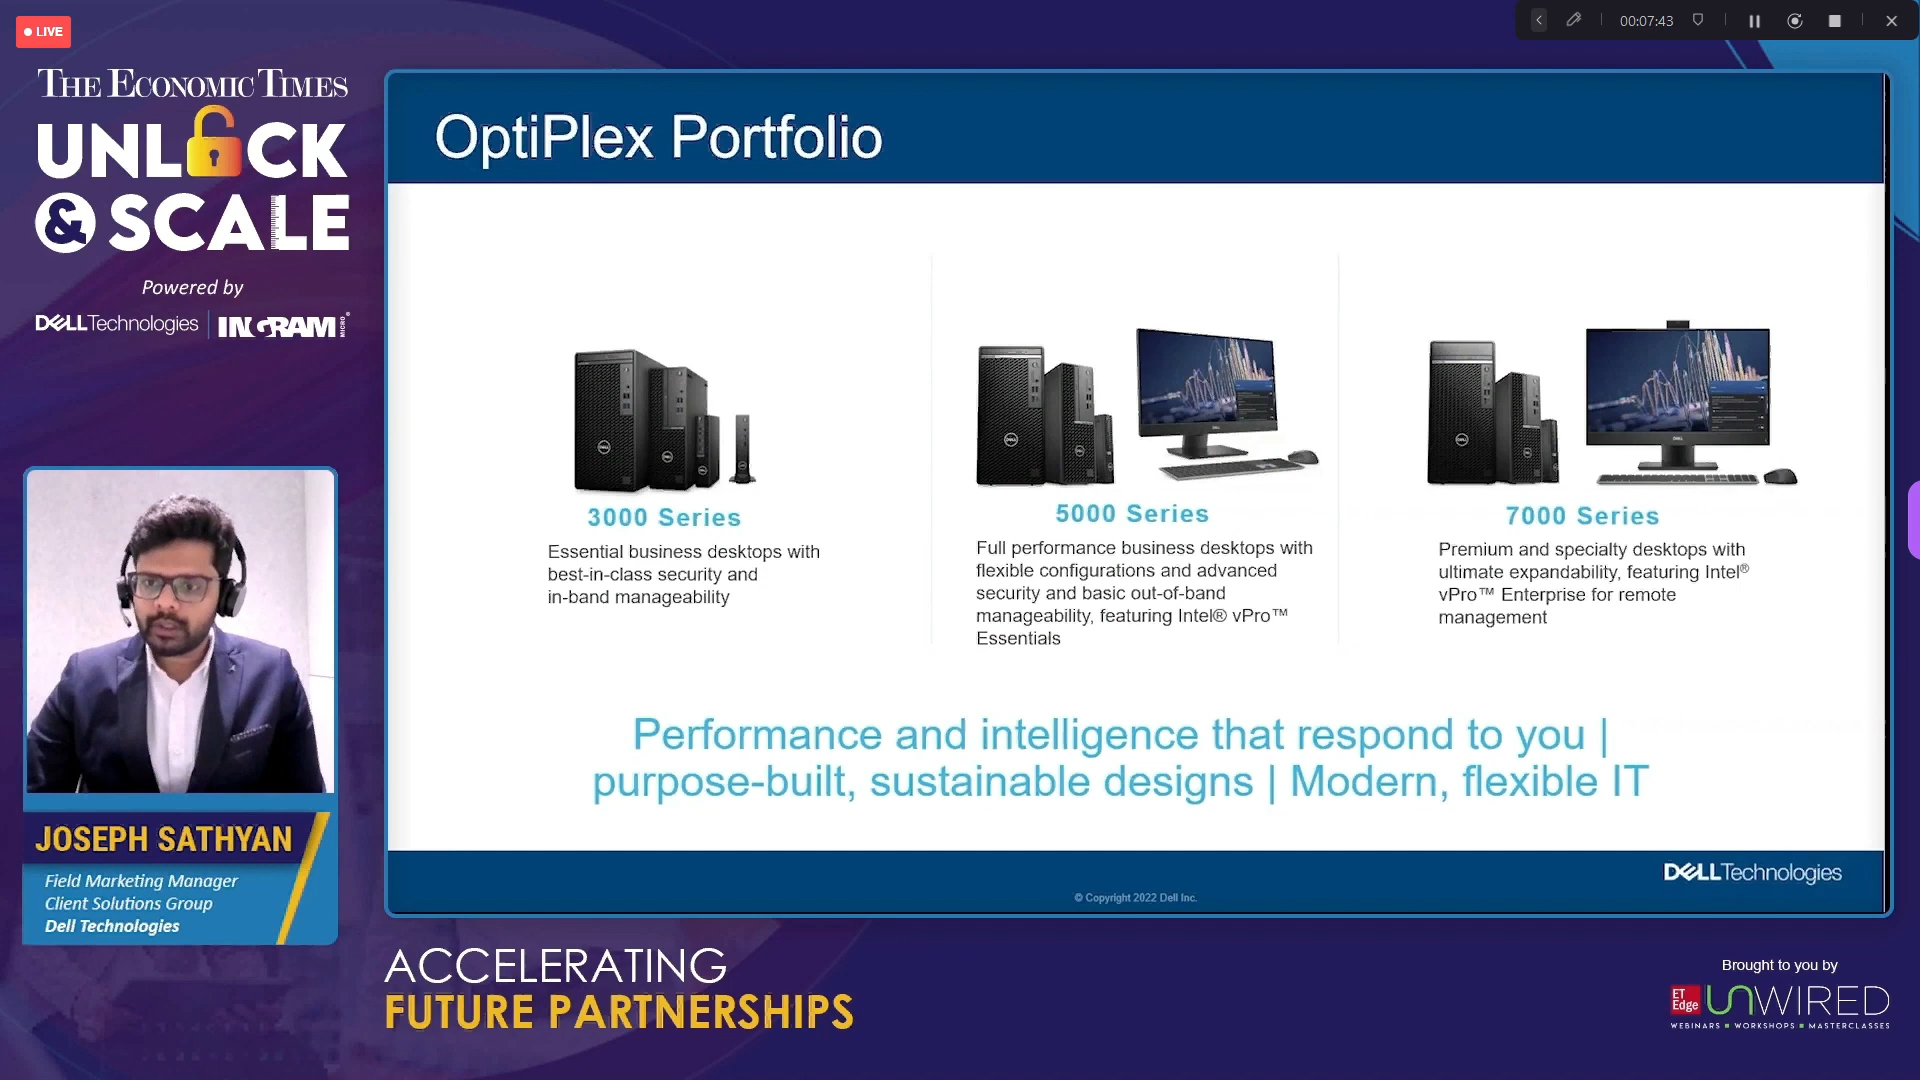 LIVE
00:07:43
THE ECONOMIC TIMES
UNLOCK
& SCALE
Powered by
DELL Technologies | INGRAM MICRO
OptiPlex Portfolio
3000 Series
Essential business desktops with
best-in-class security and
in-band manageability
5000 Series
Full performance business desktops with
flexible configurations and advanced
security and basic out-of-band
manageability, featuring Intel® vPro™
Essentials
7000 Series
Premium and specialty desktops with
ultimate expandability, featuring Intel®
vPro™ Enterprise for remote
management
Performance and intelligence that respond to you |
purpose-built, sustainable designs | Modern, flexible IT
DELL Technologies
© Copyright 2022 Dell Inc.
JOSEPH SATHYAN
Field Marketing Manager
Client Solutions Group
Dell Technologies
ACCELERATING
FUTURE PARTNERSHIPS
Brought to you by
ET Edge UNWIRED
WEBINARS ▪ WORKSHOPS ▪ MASTERCLASSES